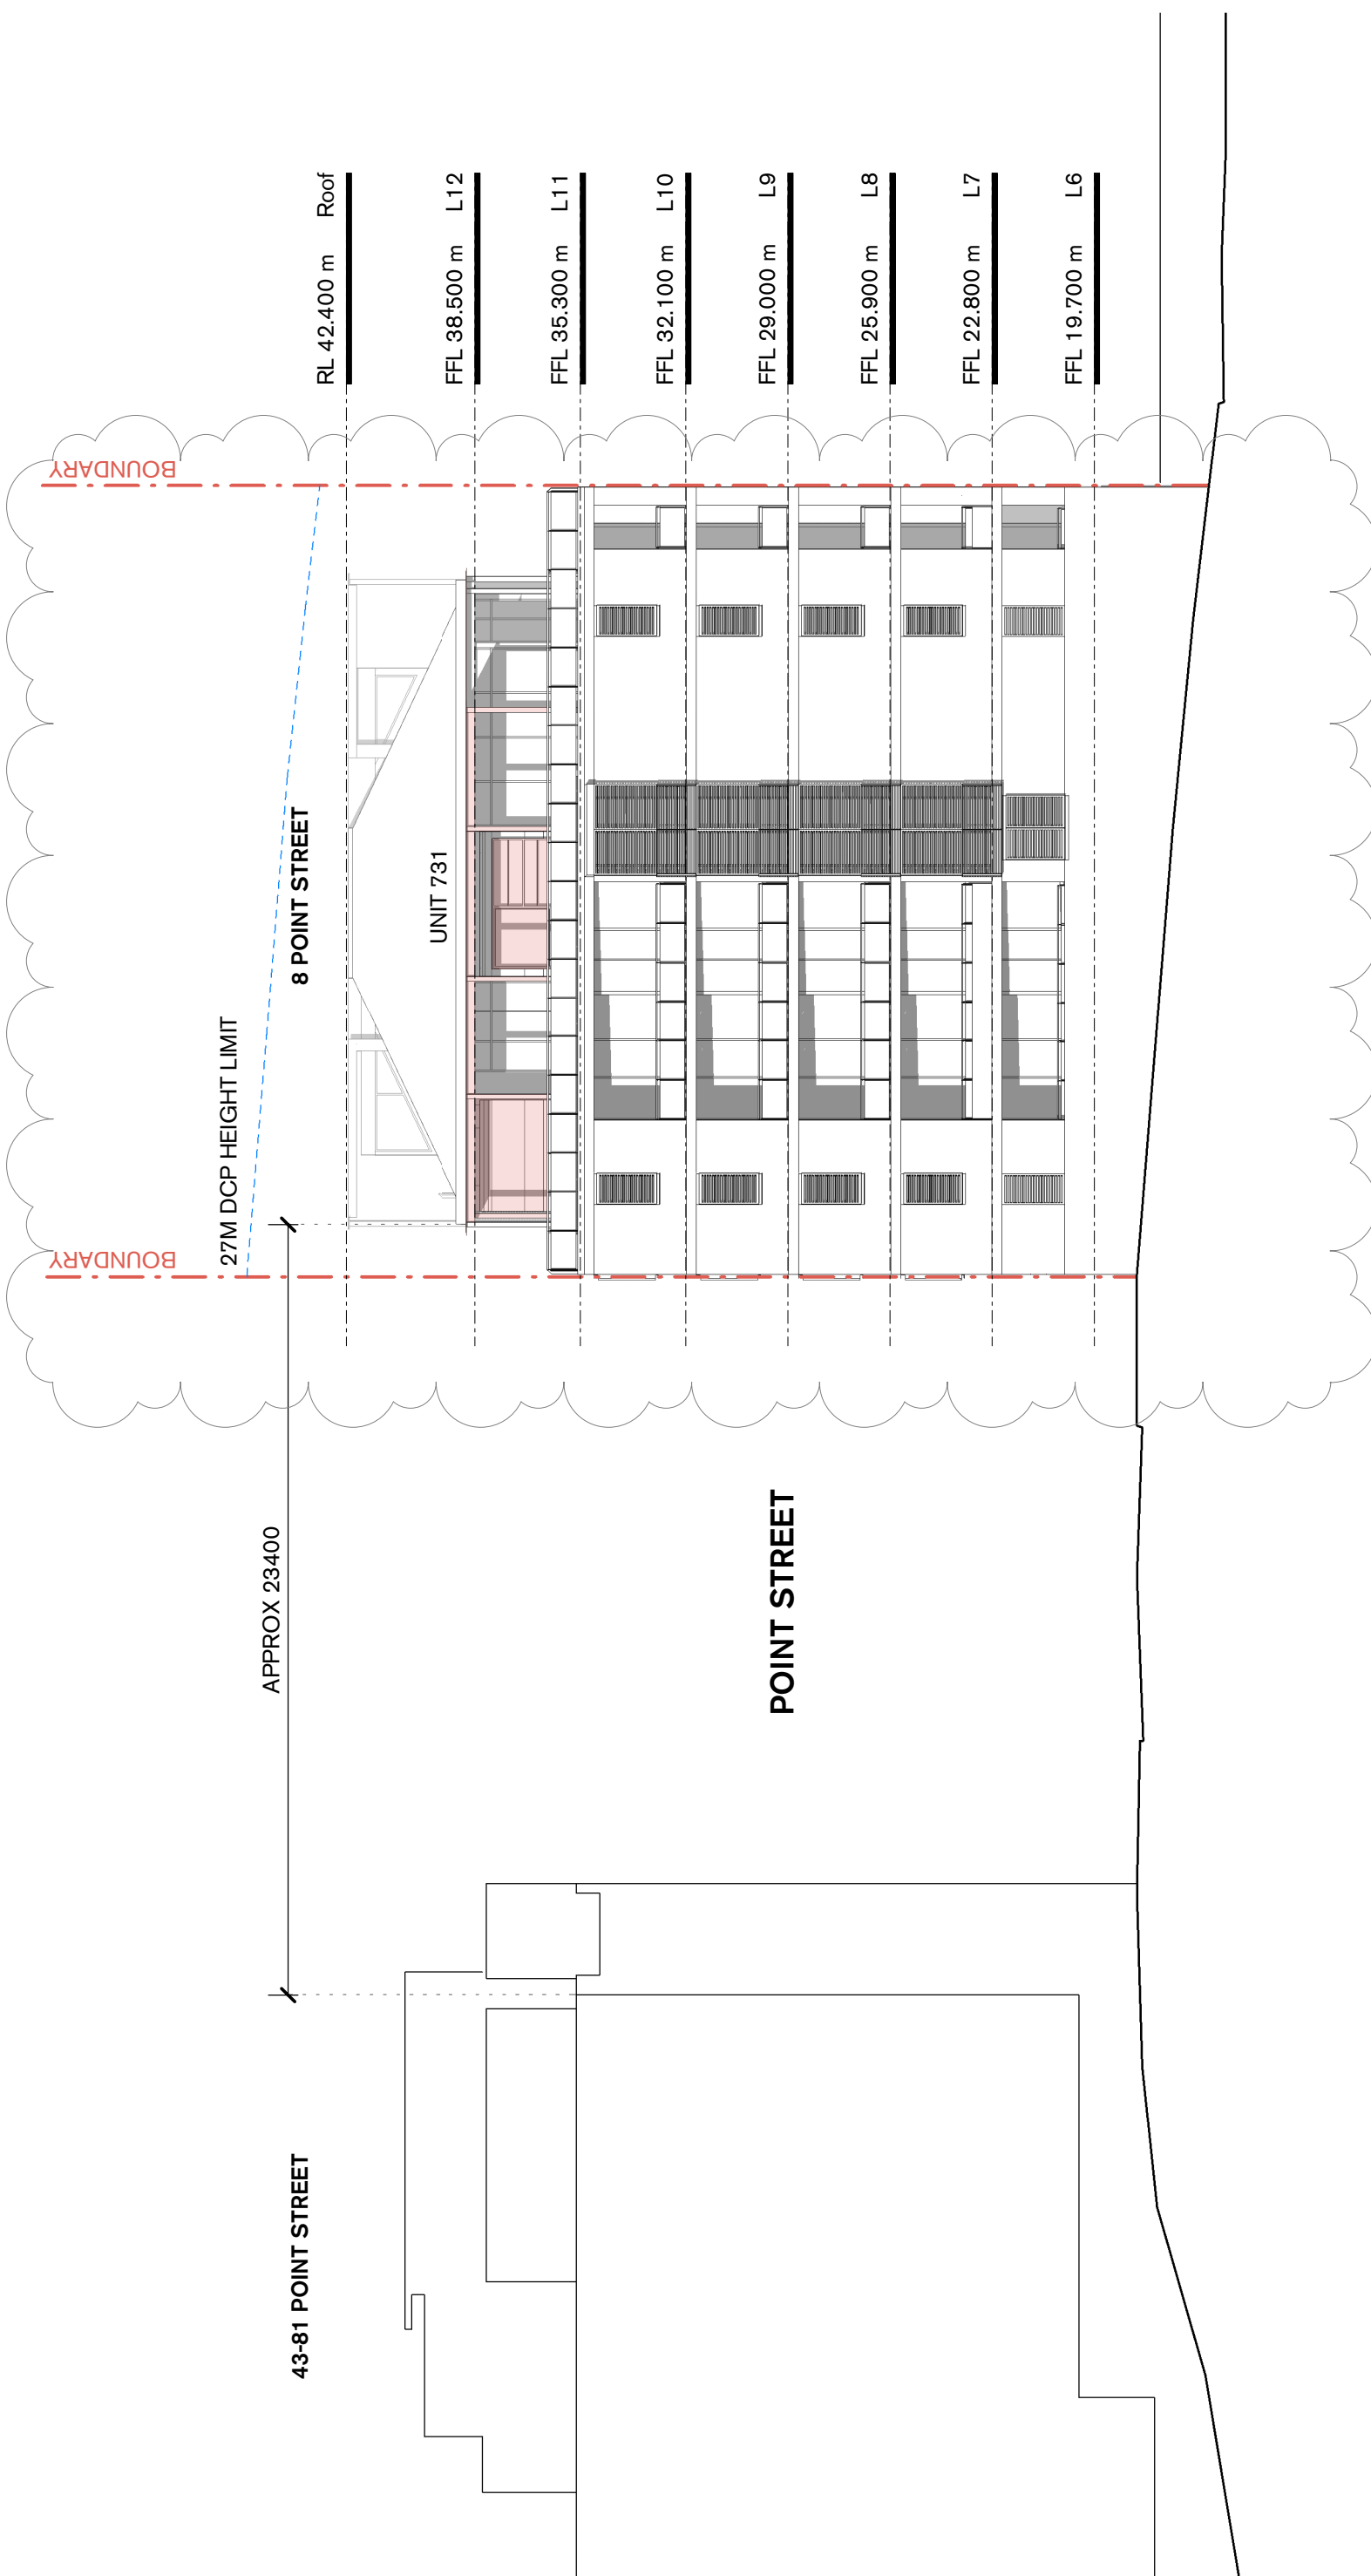 BOUNDARY
BOUNDARY
27M DCP HEIGHT LIMIT
APPROX 23400
43-81 POINT STREET
8 POINT STREET
RL 42.400 m Roof
UNIT 731
FFL 38.500 m L12
FFL 35.300 m L11
FFL 32.100 m L10
POINT STREET
FFL 29.000 m L9
FFL 25.900 m L8
FFL 22.800 m L7
FFL 19.700 m L6